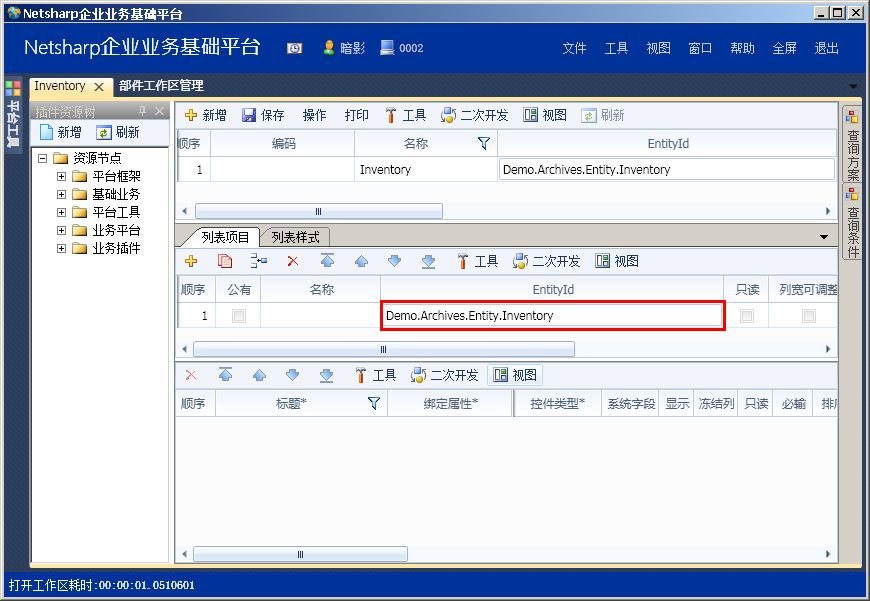 Netsharp企业业务基础平台
Netsharp企业业务基础平台 暗影 0002 文件 工具 视图 窗口 帮助 全屏 退出
平台工具
Inventory 部件工作区管理
插件资源树
新增 刷新
资源节点
平台框架
基础业务
平台工具
业务平台
业务插件
新增 保存 操作 打印 工具 二次开发 视图 刷新
顺序 编码 名称 EntityId
1 Inventory Demo.Archives.Entity.Inventory
列表项目 列表样式
工具 二次开发 视图
顺序 公有 名称 EntityId 只读 列宽可调整
1 Demo.Archives.Entity.Inventory
工具 二次开发 视图
顺序 标题* 绑定属性* 控件类型* 系统字段 显示 冻结列 只读 必输
查询方案
查询条件
打开工作区耗时:00:00:01.0510601